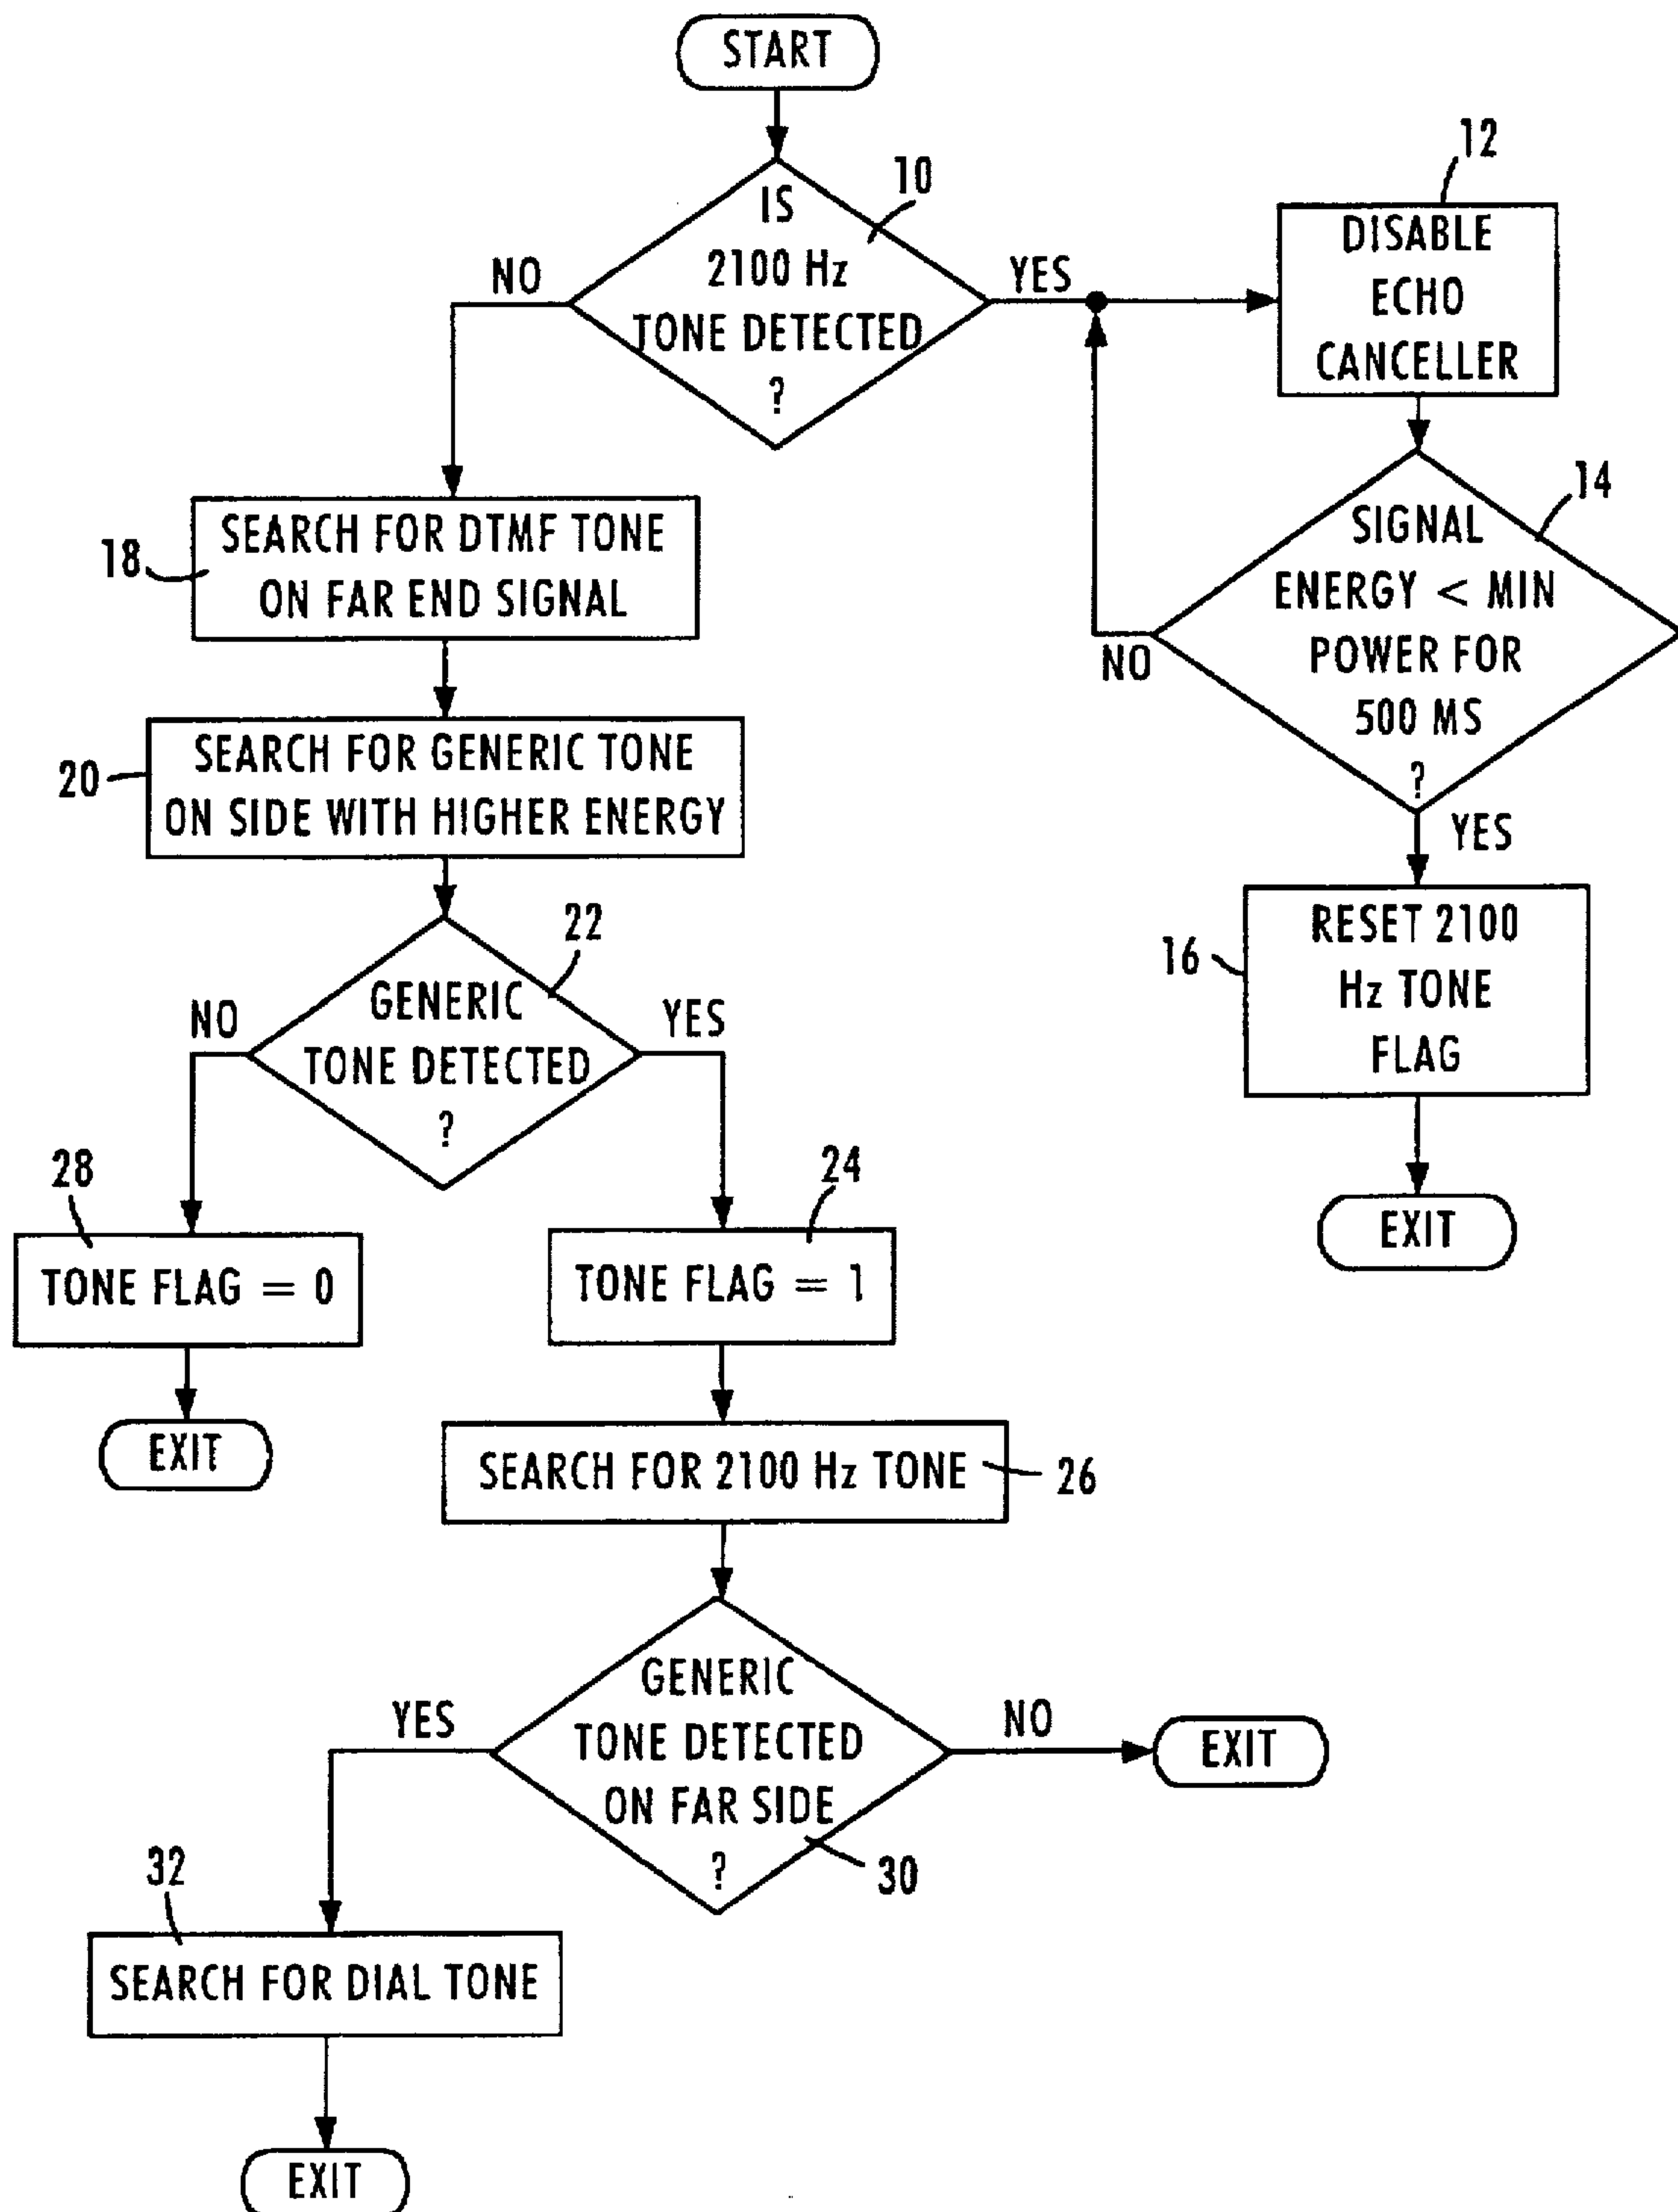 START
10
IS
2100 Hz
TONE DETECTED
?
NO
YES
12
DISABLE
ECHO
CANCELLER
14
SIGNAL
ENERGY < MIN
POWER FOR
500 MS
?
NO
YES
16
RESET 2100
Hz TONE
FLAG
EXIT
18
SEARCH FOR DTMF TONE
ON FAR END SIGNAL
20
SEARCH FOR GENERIC TONE
ON SIDE WITH HIGHER ENERGY
22
GENERIC
TONE DETECTED
?
NO
YES
28
TONE FLAG = 0
EXIT
24
TONE FLAG = 1
SEARCH FOR 2100 Hz TONE
26
GENERIC
TONE DETECTED
ON FAR SIDE
?
30
YES
NO
EXIT
32
SEARCH FOR DIAL TONE
EXIT